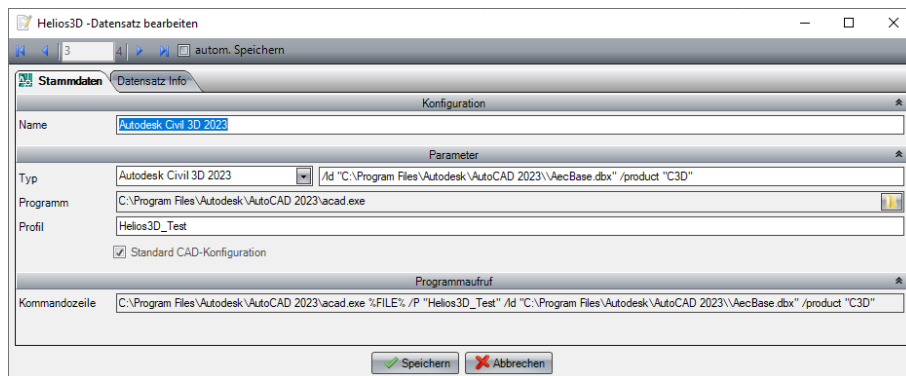 Helios3D -Datensatz bearbeiten
3 4 autom. Speichern
Stammdaten Datensatz Info
Konfiguration
Name Autodesk Civil 3D 2023
Parameter
Typ Autodesk Civil 3D 2023 /ld "C:\Program Files\Autodesk\AutoCAD 2023\\AecBase.dbx" /product "C3D"
Programm C:\Program Files\Autodesk\AutoCAD 2023\acad.exe
Profil Helios3D_Test
Standard CAD-Konfiguration
Programmaufruf
Kommandozeile C:\Program Files\Autodesk\AutoCAD 2023\acad.exe %FILE% /P "Helios3D_Test" /ld "C:\Program Files\Autodesk\AutoCAD 2023\\AecBase.dbx" /product "C3D"
Speichern Abbrechen